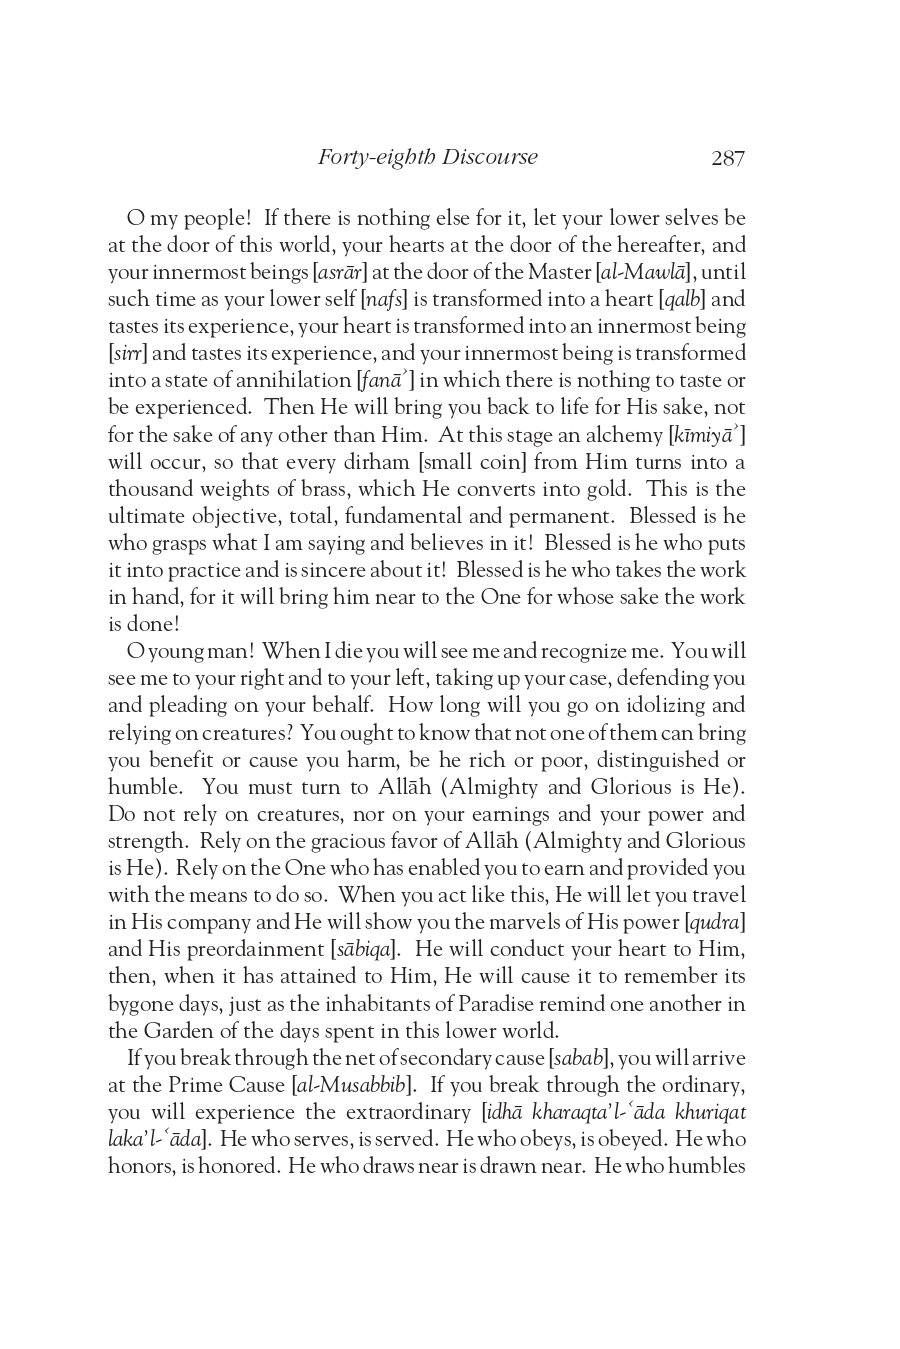 Forty-eighth Discourse 287
O my people! If there is nothing else for it, let your lower selves be
at the door of this world, your hearts at the door of the hereafter, and
your innermost beings [asrār] at the door of the Master [al-Mawlā], until
such time as your lower self [nafs] is transformed into a heart [qalb] and
tastes its experience, your heart is transformed into an innermost being
[sirr] and tastes its experience, and your innermost being is transformed
into a state of annihilation [fanāʾ] in which there is nothing to taste or
be experienced. Then He will bring you back to life for His sake, not
for the sake of any other than Him. At this stage an alchemy [kīmiyāʾ]
will occur, so that every dirham [small coin] from Him turns into a
thousand weights of brass, which He converts into gold. This is the
ultimate objective, total, fundamental and permanent. Blessed is he
who grasps what I am saying and believes in it! Blessed is he who puts
it into practice and is sincere about it! Blessed is he who takes the work
in hand, for it will bring him near to the One for whose sake the work
is done!
O young man! When I die you will see me and recognize me. You will
see me to your right and to your left, taking up your case, defending you
and pleading on your behalf. How long will you go on idolizing and
relying on creatures? You ought to know that not one of them can bring
you benefit or cause you harm, be he rich or poor, distinguished or
humble. You must turn to Allāh (Almighty and Glorious is He).
Do not rely on creatures, nor on your earnings and your power and
strength. Rely on the gracious favor of Allāh (Almighty and Glorious
is He). Rely on the One who has enabled you to earn and provided you
with the means to do so. When you act like this, He will let you travel
in His company and He will show you the marvels of His power [qudra]
and His preordainment [sābiqa]. He will conduct your heart to Him,
then, when it has attained to Him, He will cause it to remember its
bygone days, just as the inhabitants of Paradise remind one another in
the Garden of the days spent in this lower world.
If you break through the net of secondary cause [sabab], you will arrive
at the Prime Cause [al-Musabbib]. If you break through the ordinary,
you will experience the extraordinary [idhā kharaqta’l-ʿāda khuriqat
laka’l-ʿāda]. He who serves, is served. He who obeys, is obeyed. He who
honors, is honored. He who draws near is drawn near. He who humbles